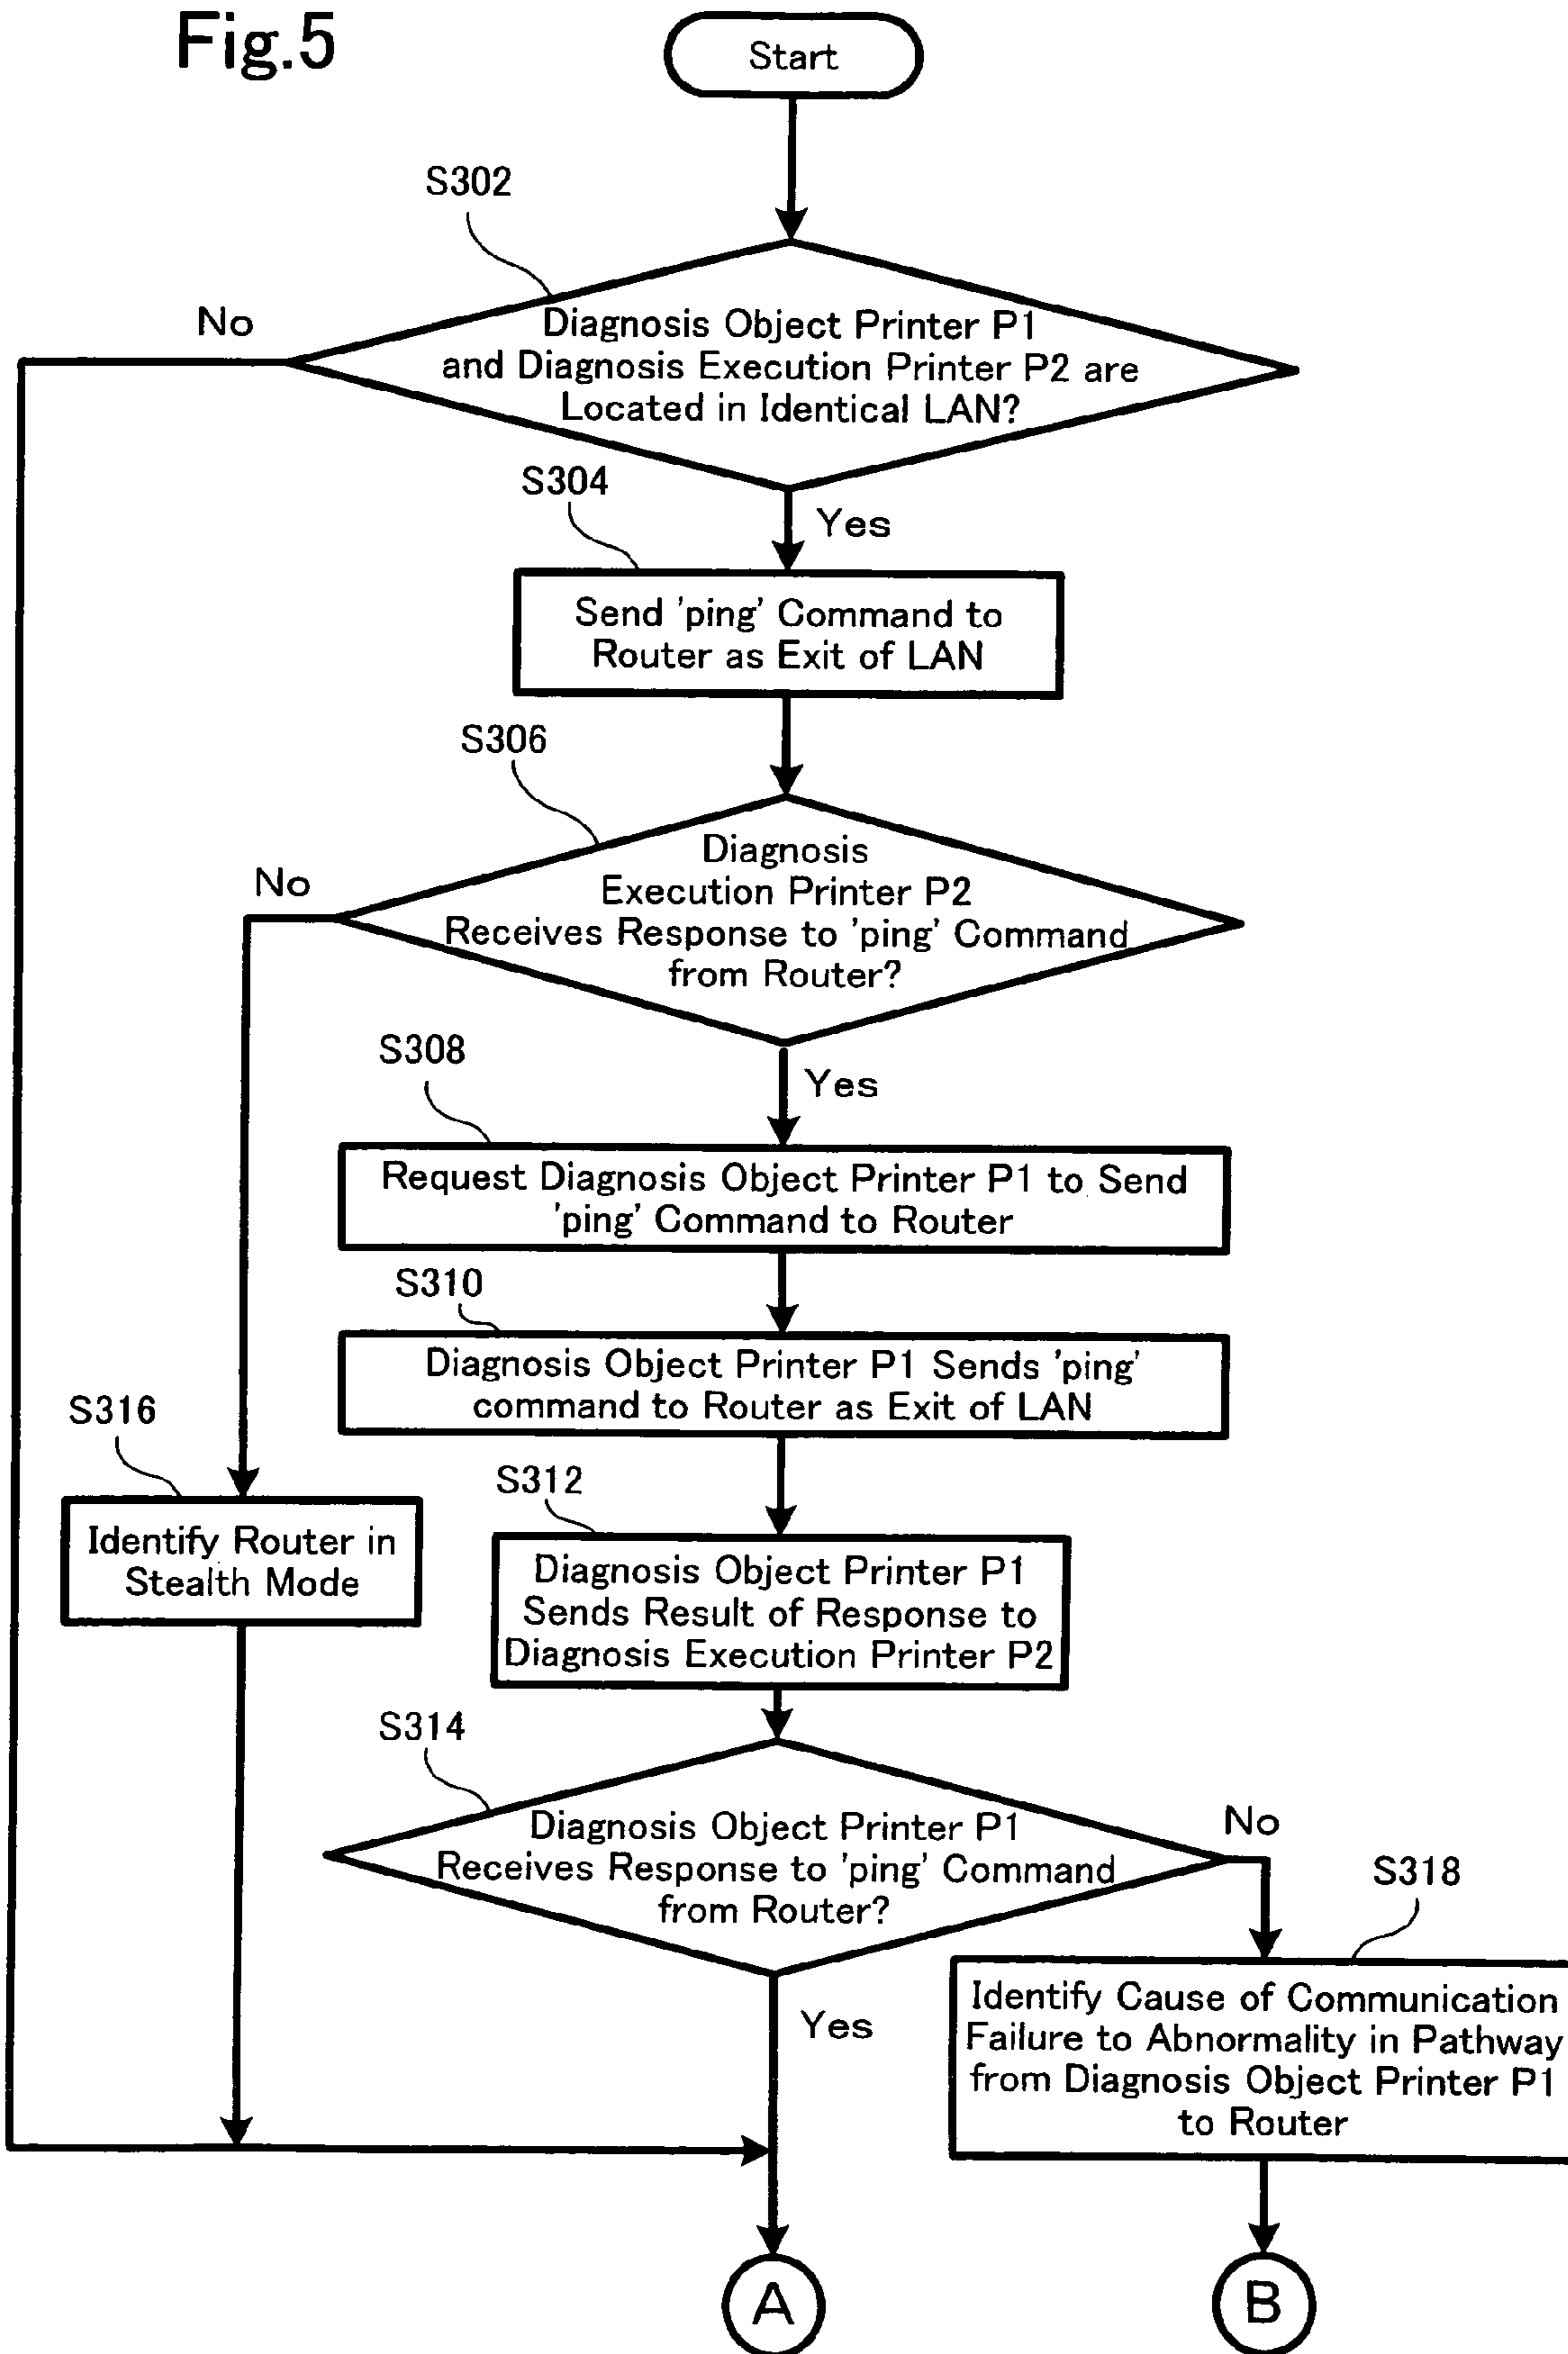 Fig.5
Start
S302
No
Diagnosis Object Printer P1
and Diagnosis Execution Printer P2 are
Located in Identical LAN?
S304
Yes
Send 'ping' Command to
Router as Exit of LAN
S306
No
Diagnosis
Execution Printer P2
Receives Response to 'ping' Command
from Router?
S308
Yes
Request Diagnosis Object Printer P1 to Send
'ping' Command to Router
S310
Diagnosis Object Printer P1 Sends 'ping'
command to Router as Exit of LAN
S316
Identify Router in
Stealth Mode
S312
Diagnosis Object Printer P1
Sends Result of Response to
Diagnosis Execution Printer P2
S314
Diagnosis Object Printer P1
Receives Response to 'ping' Command
from Router?
No
S318
Yes
Identify Cause of Communication
Failure to Abnormality in Pathway
from Diagnosis Object Printer P1
to Router
A
B